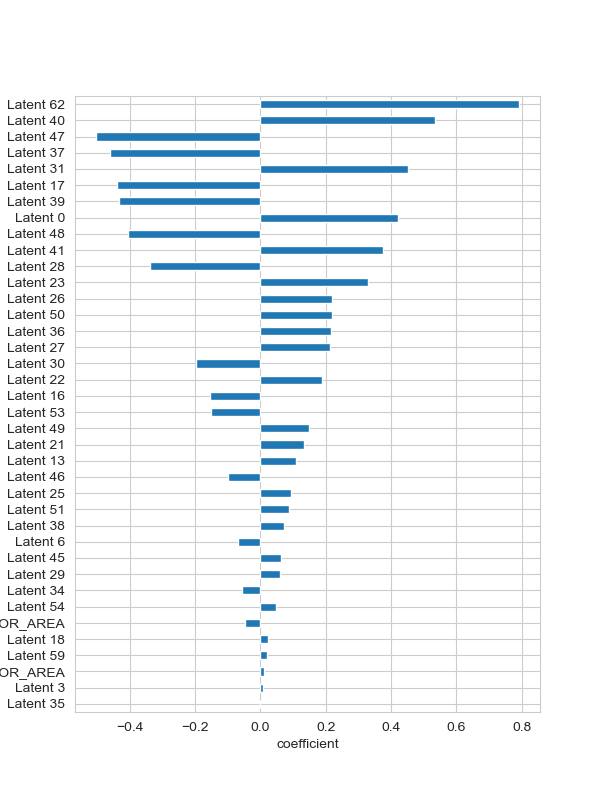 Latent 62
Latent 40
Latent 47
Latent 37
Latent 31
Latent 17
Latent 39
Latent 0
Latent 48
Latent 41
Latent 28
Latent 23
Latent 26
Latent 50
Latent 36
Latent 27
Latent 30
Latent 22
Latent 16
Latent 53
Latent 49
Latent 21
Latent 13
Latent 46
Latent 25
Latent 51
Latent 38
Latent 6
Latent 45
Latent 29
Latent 34
Latent 54
OR_AREA
Latent 18
Latent 59
OR_AREA
Latent 3
Latent 35
−0.4 −0.2 0.0 0.2 0.4 0.6 0.8
coefficient